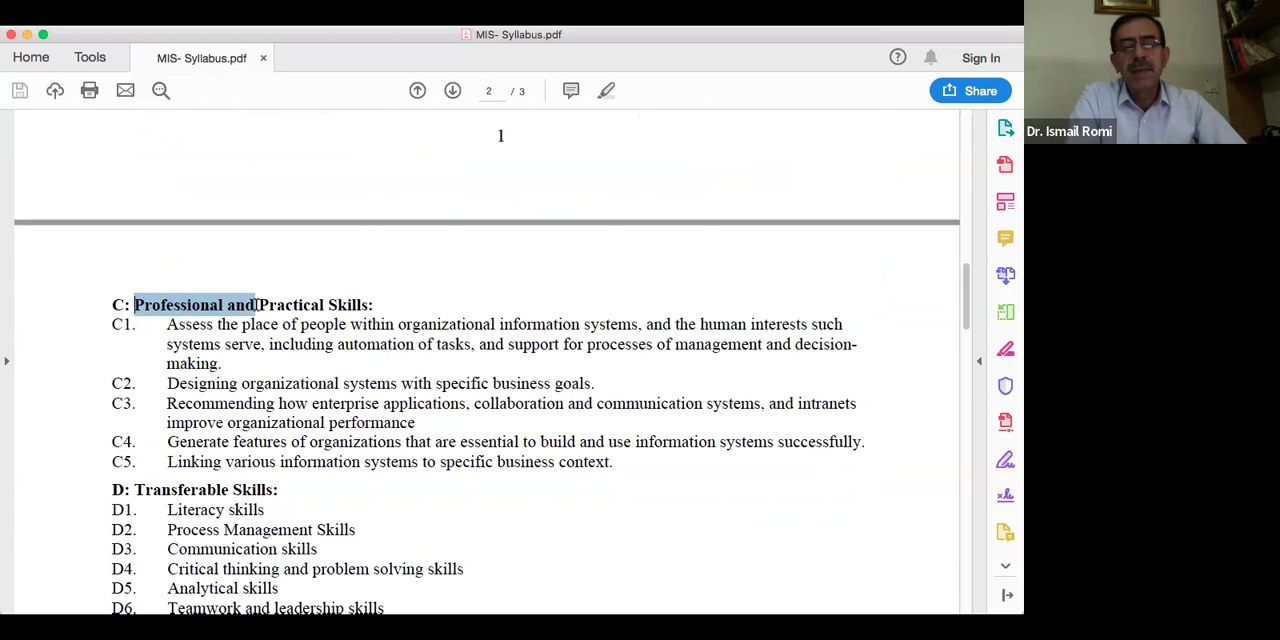 MIS- Syllabus.pdf
Home
Tools
MIS- Syllabus.pdf
×
Sign In
2 / 3
Share
Dr. Ismail Romi
1
C: Professional and Practical Skills:
C1. Assess the place of people within organizational information systems, and the human interests such
systems serve, including automation of tasks, and support for processes of management and decision-
making.
C2. Designing organizational systems with specific business goals.
C3. Recommending how enterprise applications, collaboration and communication systems, and intranets
improve organizational performance
C4. Generate features of organizations that are essential to build and use information systems successfully.
C5. Linking various information systems to specific business context.
D: Transferable Skills:
D1. Literacy skills
D2. Process Management Skills
D3. Communication skills
D4. Critical thinking and problem solving skills
D5. Analytical skills
D6. Teamwork and leadership skills